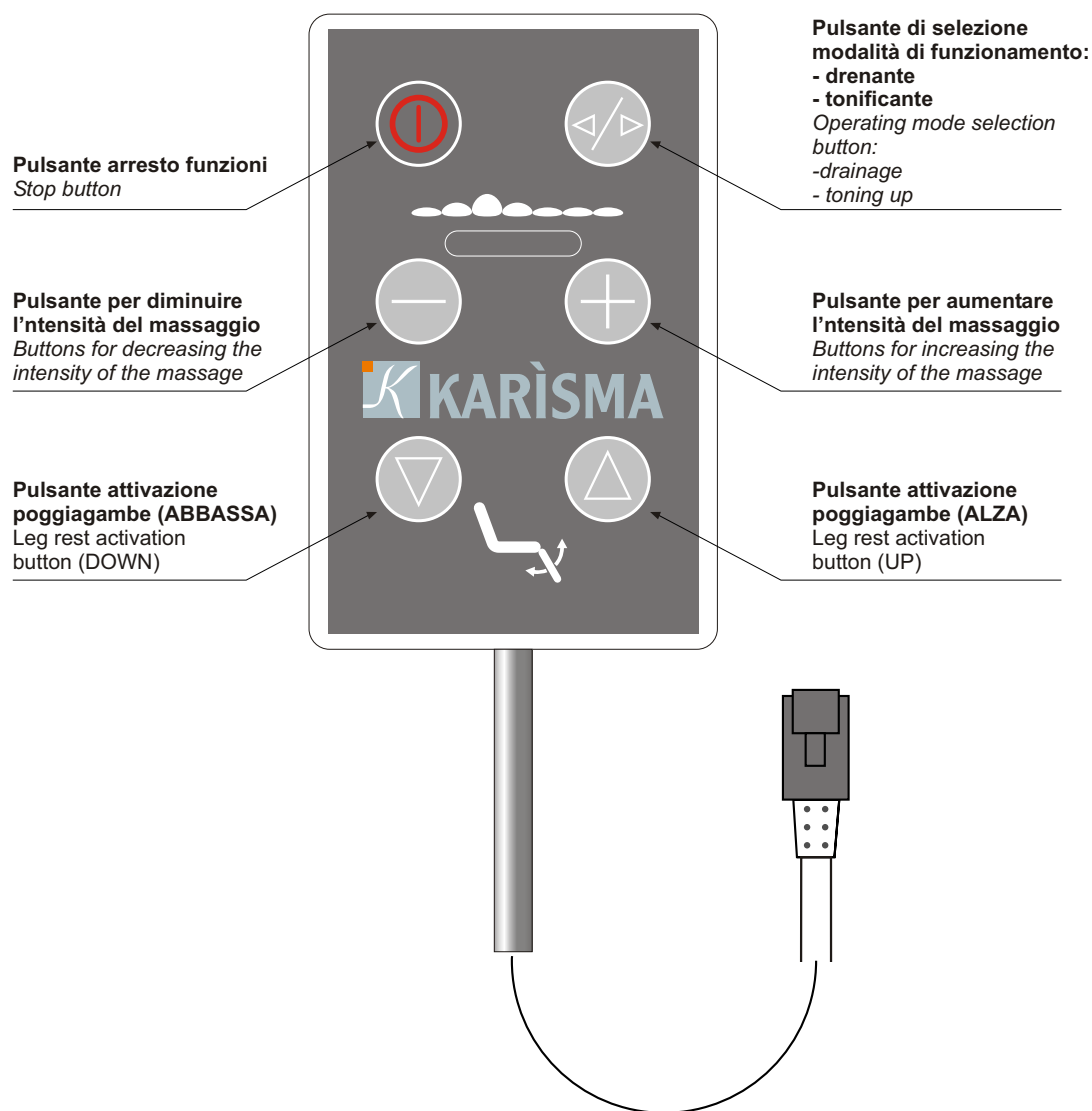 Pulsante arresto funzioni
Stop button
Pulsante di selezione
modalità di funzionamento:
- drenante
- tonificante
Operating mode selection
button:
-drainage
- toning up
Pulsante per diminuire
l’ntensità del massaggio
Buttons for decreasing the
intensity of the massage
Pulsante per aumentare
l’ntensità del massaggio
Buttons for increasing the
intensity of the massage
KARÌSMA
Pulsante attivazione
poggiagambe (ABBASSA)
Leg rest activation
button (DOWN)
Pulsante attivazione
poggiagambe (ALZA)
Leg rest activation
button (UP)